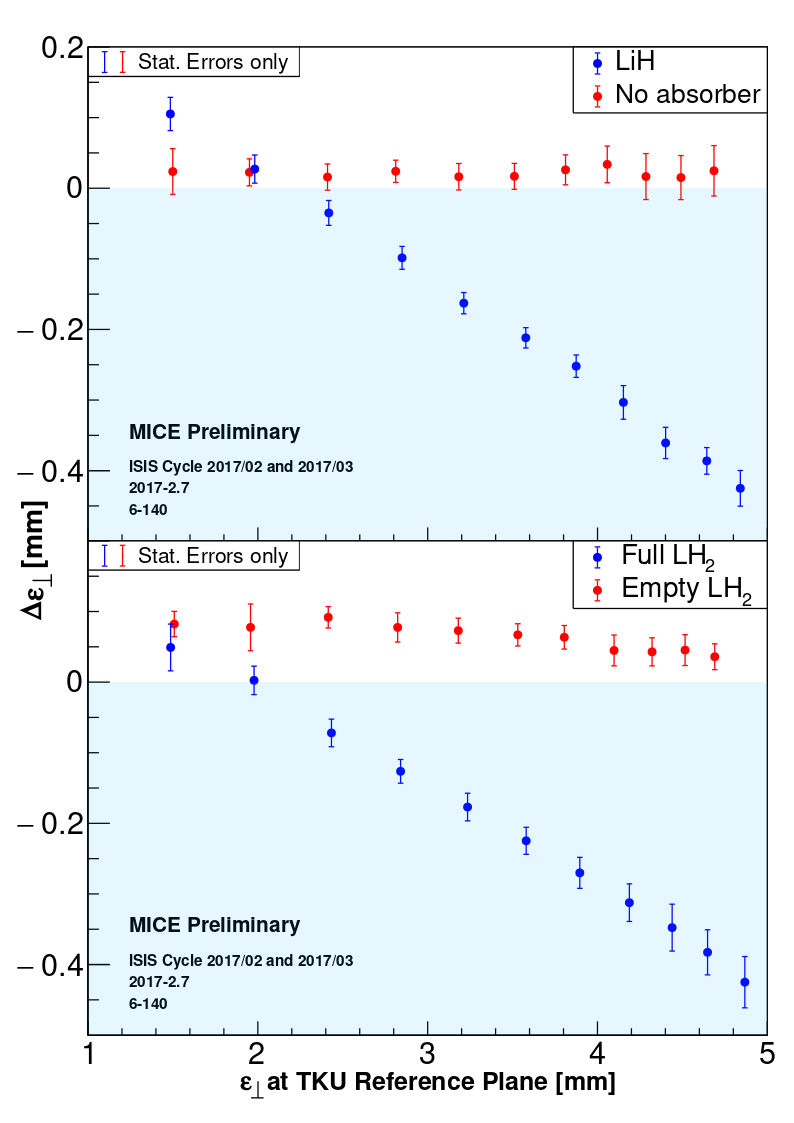 0.2
Stat. Errors only
LiH
No absorber
0
− 0.2
− 0.4
MICE Preliminary
ISIS Cycle 2017/02 and 2017/03
2017-2.7
6-140
Δε⊥ [mm]
Stat. Errors only
Full LH2
Empty LH2
0
− 0.2
− 0.4
MICE Preliminary
ISIS Cycle 2017/02 and 2017/03
2017-2.7
6-140
1 2 3 4 5
ε⊥ at TKU Reference Plane [mm]